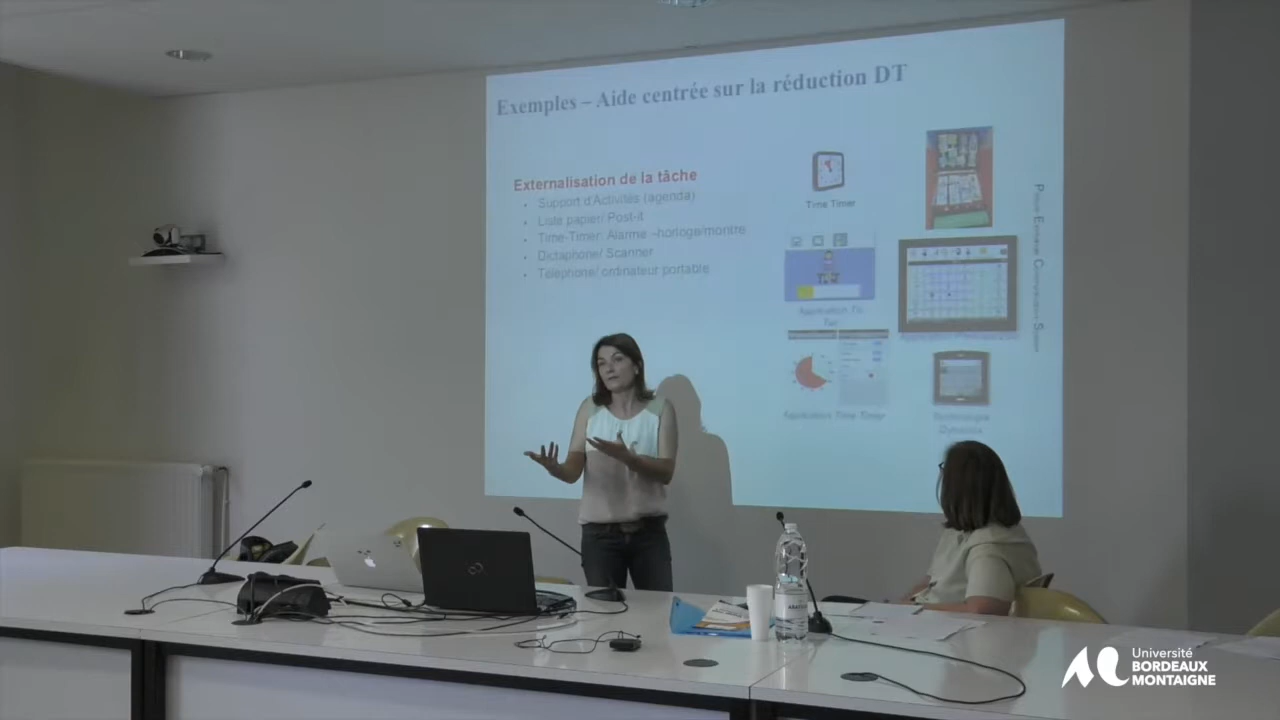 Exemples – Aide centrée sur la réduction DT
Externalisation de la tâche
• Support d'Activités (agenda)
• Liste papier/ Post-it
• Time-Timer: Alarme –horloge/montre
• Dictaphone/ Scanner
• Téléphone/ ordinateur portable
Time Timer
Application Time Timer
Université
BORDEAUX
MONTAIGNE